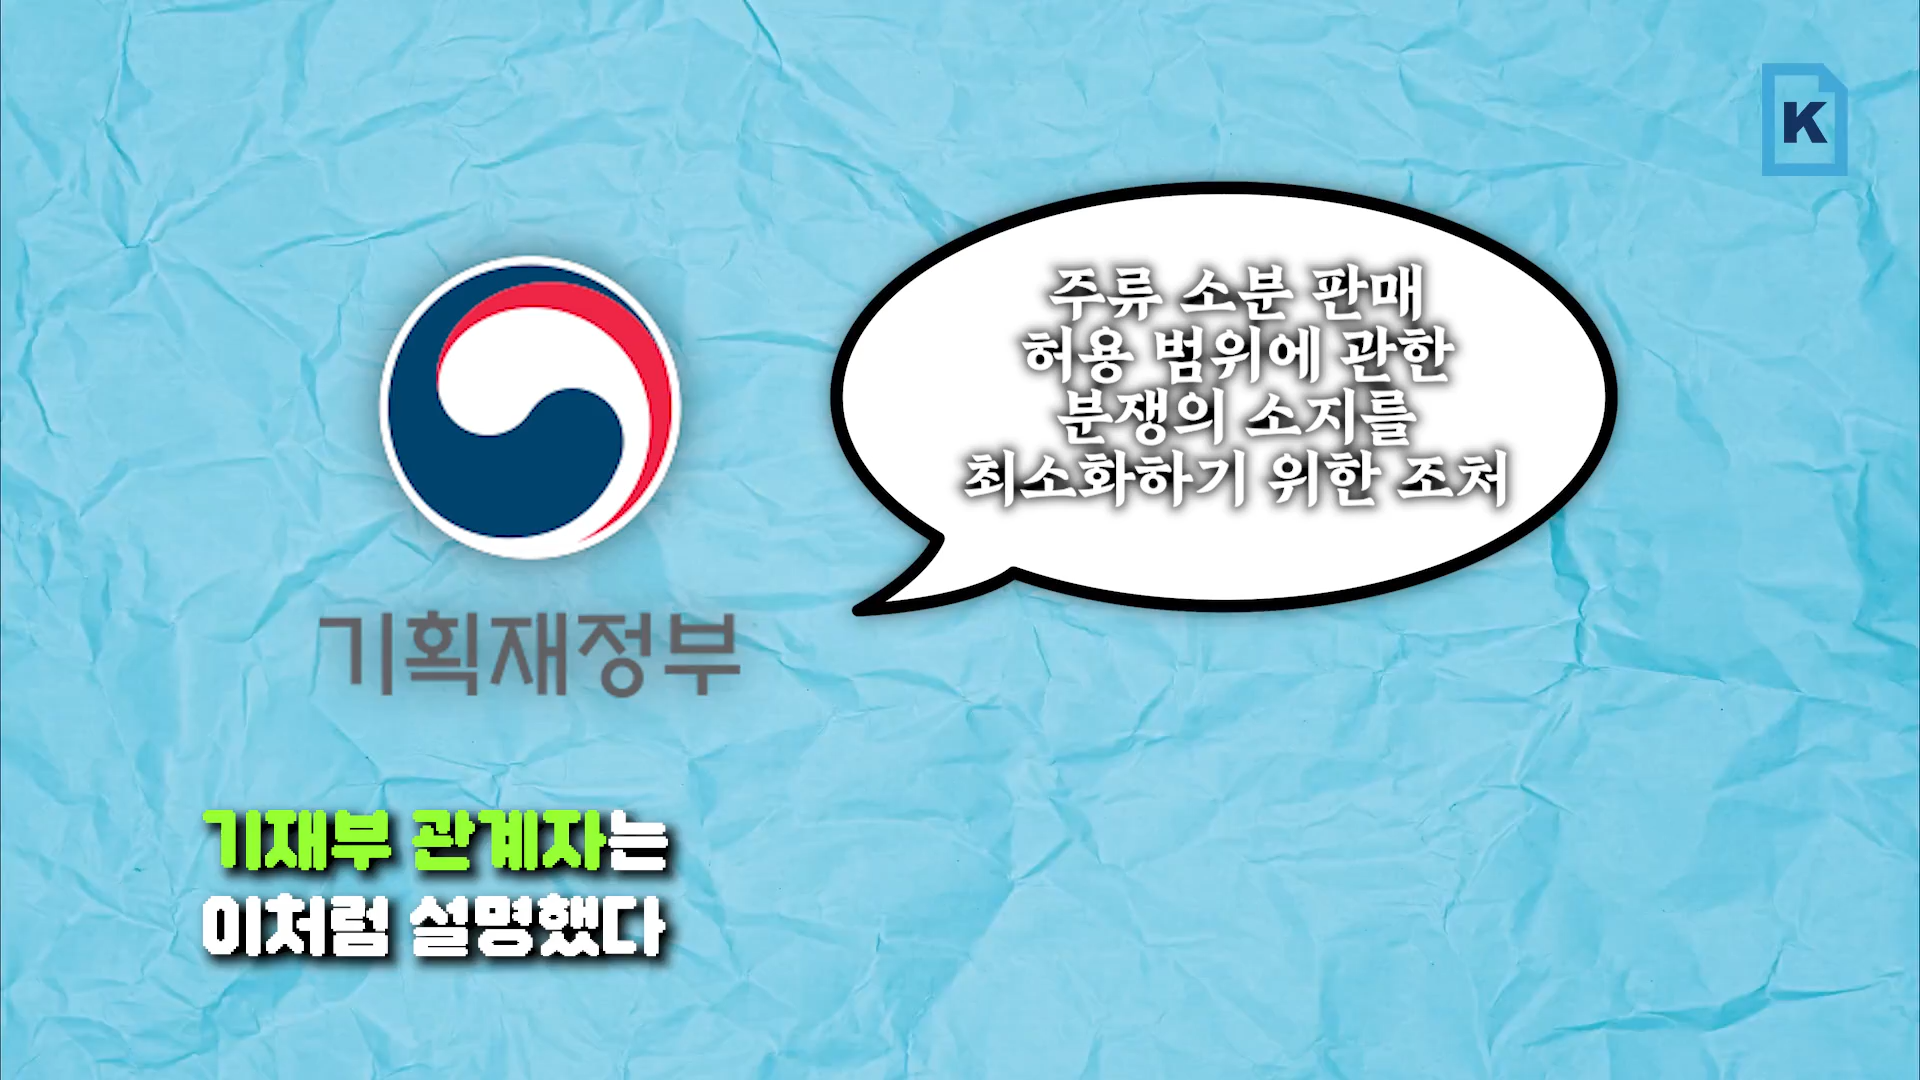 K
주류 소분 판매
허용 범위에 관한
분쟁의 소지를
최소화하기 위한 조처
기획재정부
기재부 관계자는
이처럼 설명했다